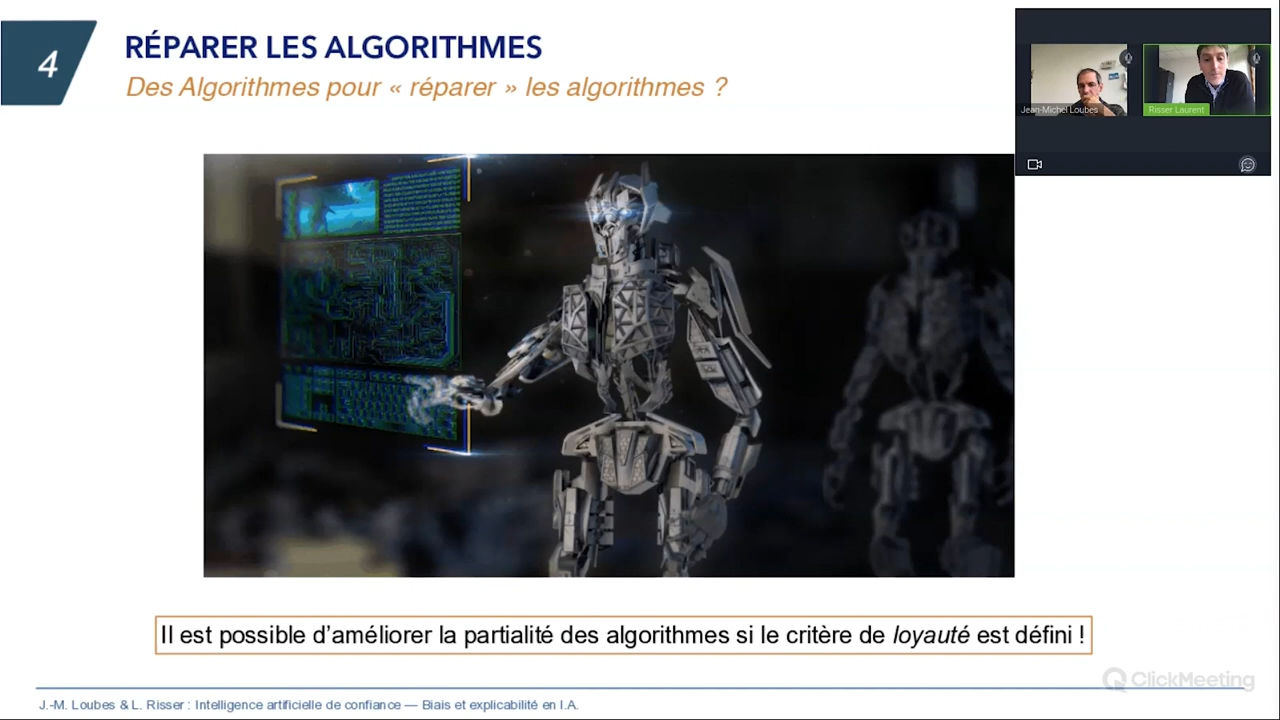 4
RÉPARER LES ALGORITHMES
Des Algorithmes pour « réparer » les algorithmes ?
Jean-Michel Loubes
Risser Laurent
Il est possible d’améliorer la partialité des algorithmes si le critère de loyauté est défini !
ClickMeeting
J.-M. Loubes & L. Risser : Intelligence artificielle de confiance — Biais et explicabilité en I.A.